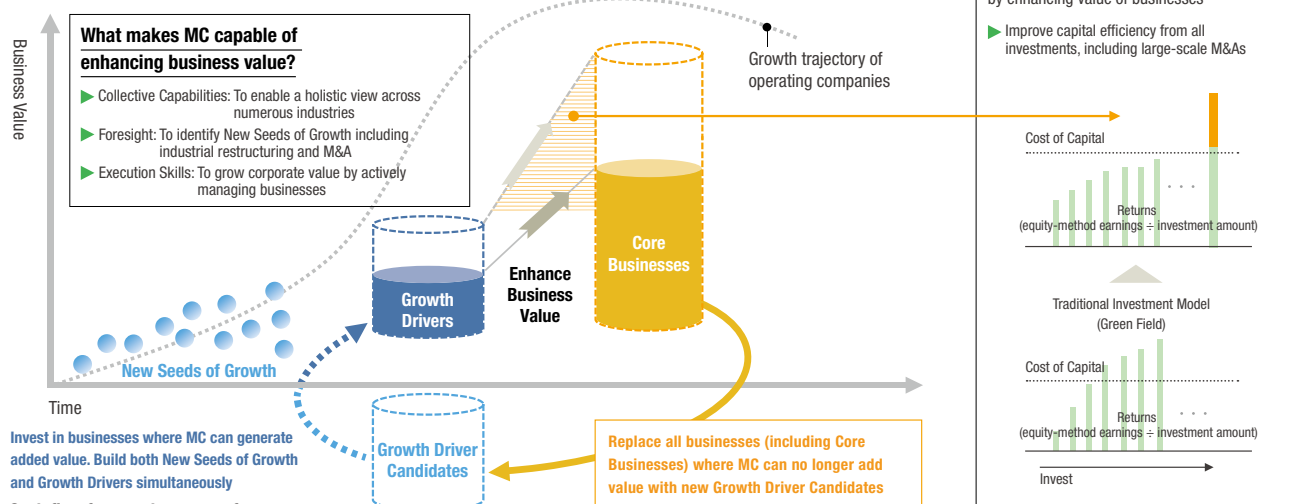 by enhancing value of businesses
Improve capital efficiency from all
investments, including large-scale M&As
Business Value
What makes MC capable of
enhancing business value?
Collective Capabilities: To enable a holistic view across
numerous industries
Foresight: To identify New Seeds of Growth including
industrial restructuring and M&A
Execution Skills: To grow corporate value by actively
managing businesses
Growth trajectory of
operating companies
Core
Businesses
Enhance
Business
Value
Growth
Drivers
New Seeds of Growth
Time
Invest in businesses where MC can generate
added value. Build both New Seeds of Growth
and Growth Drivers simultaneously
Growth Driver
Candidates
Replace all businesses (including Core
Businesses) where MC can no longer add
value with new Growth Driver Candidates
Cost of Capital
. . .
Returns
(equity-method earnings ÷ investment amount)
Traditional Investment Model
(Green Field)
Cost of Capital
. . .
Returns
(equity-method earnings ÷ investment amount)
Invest